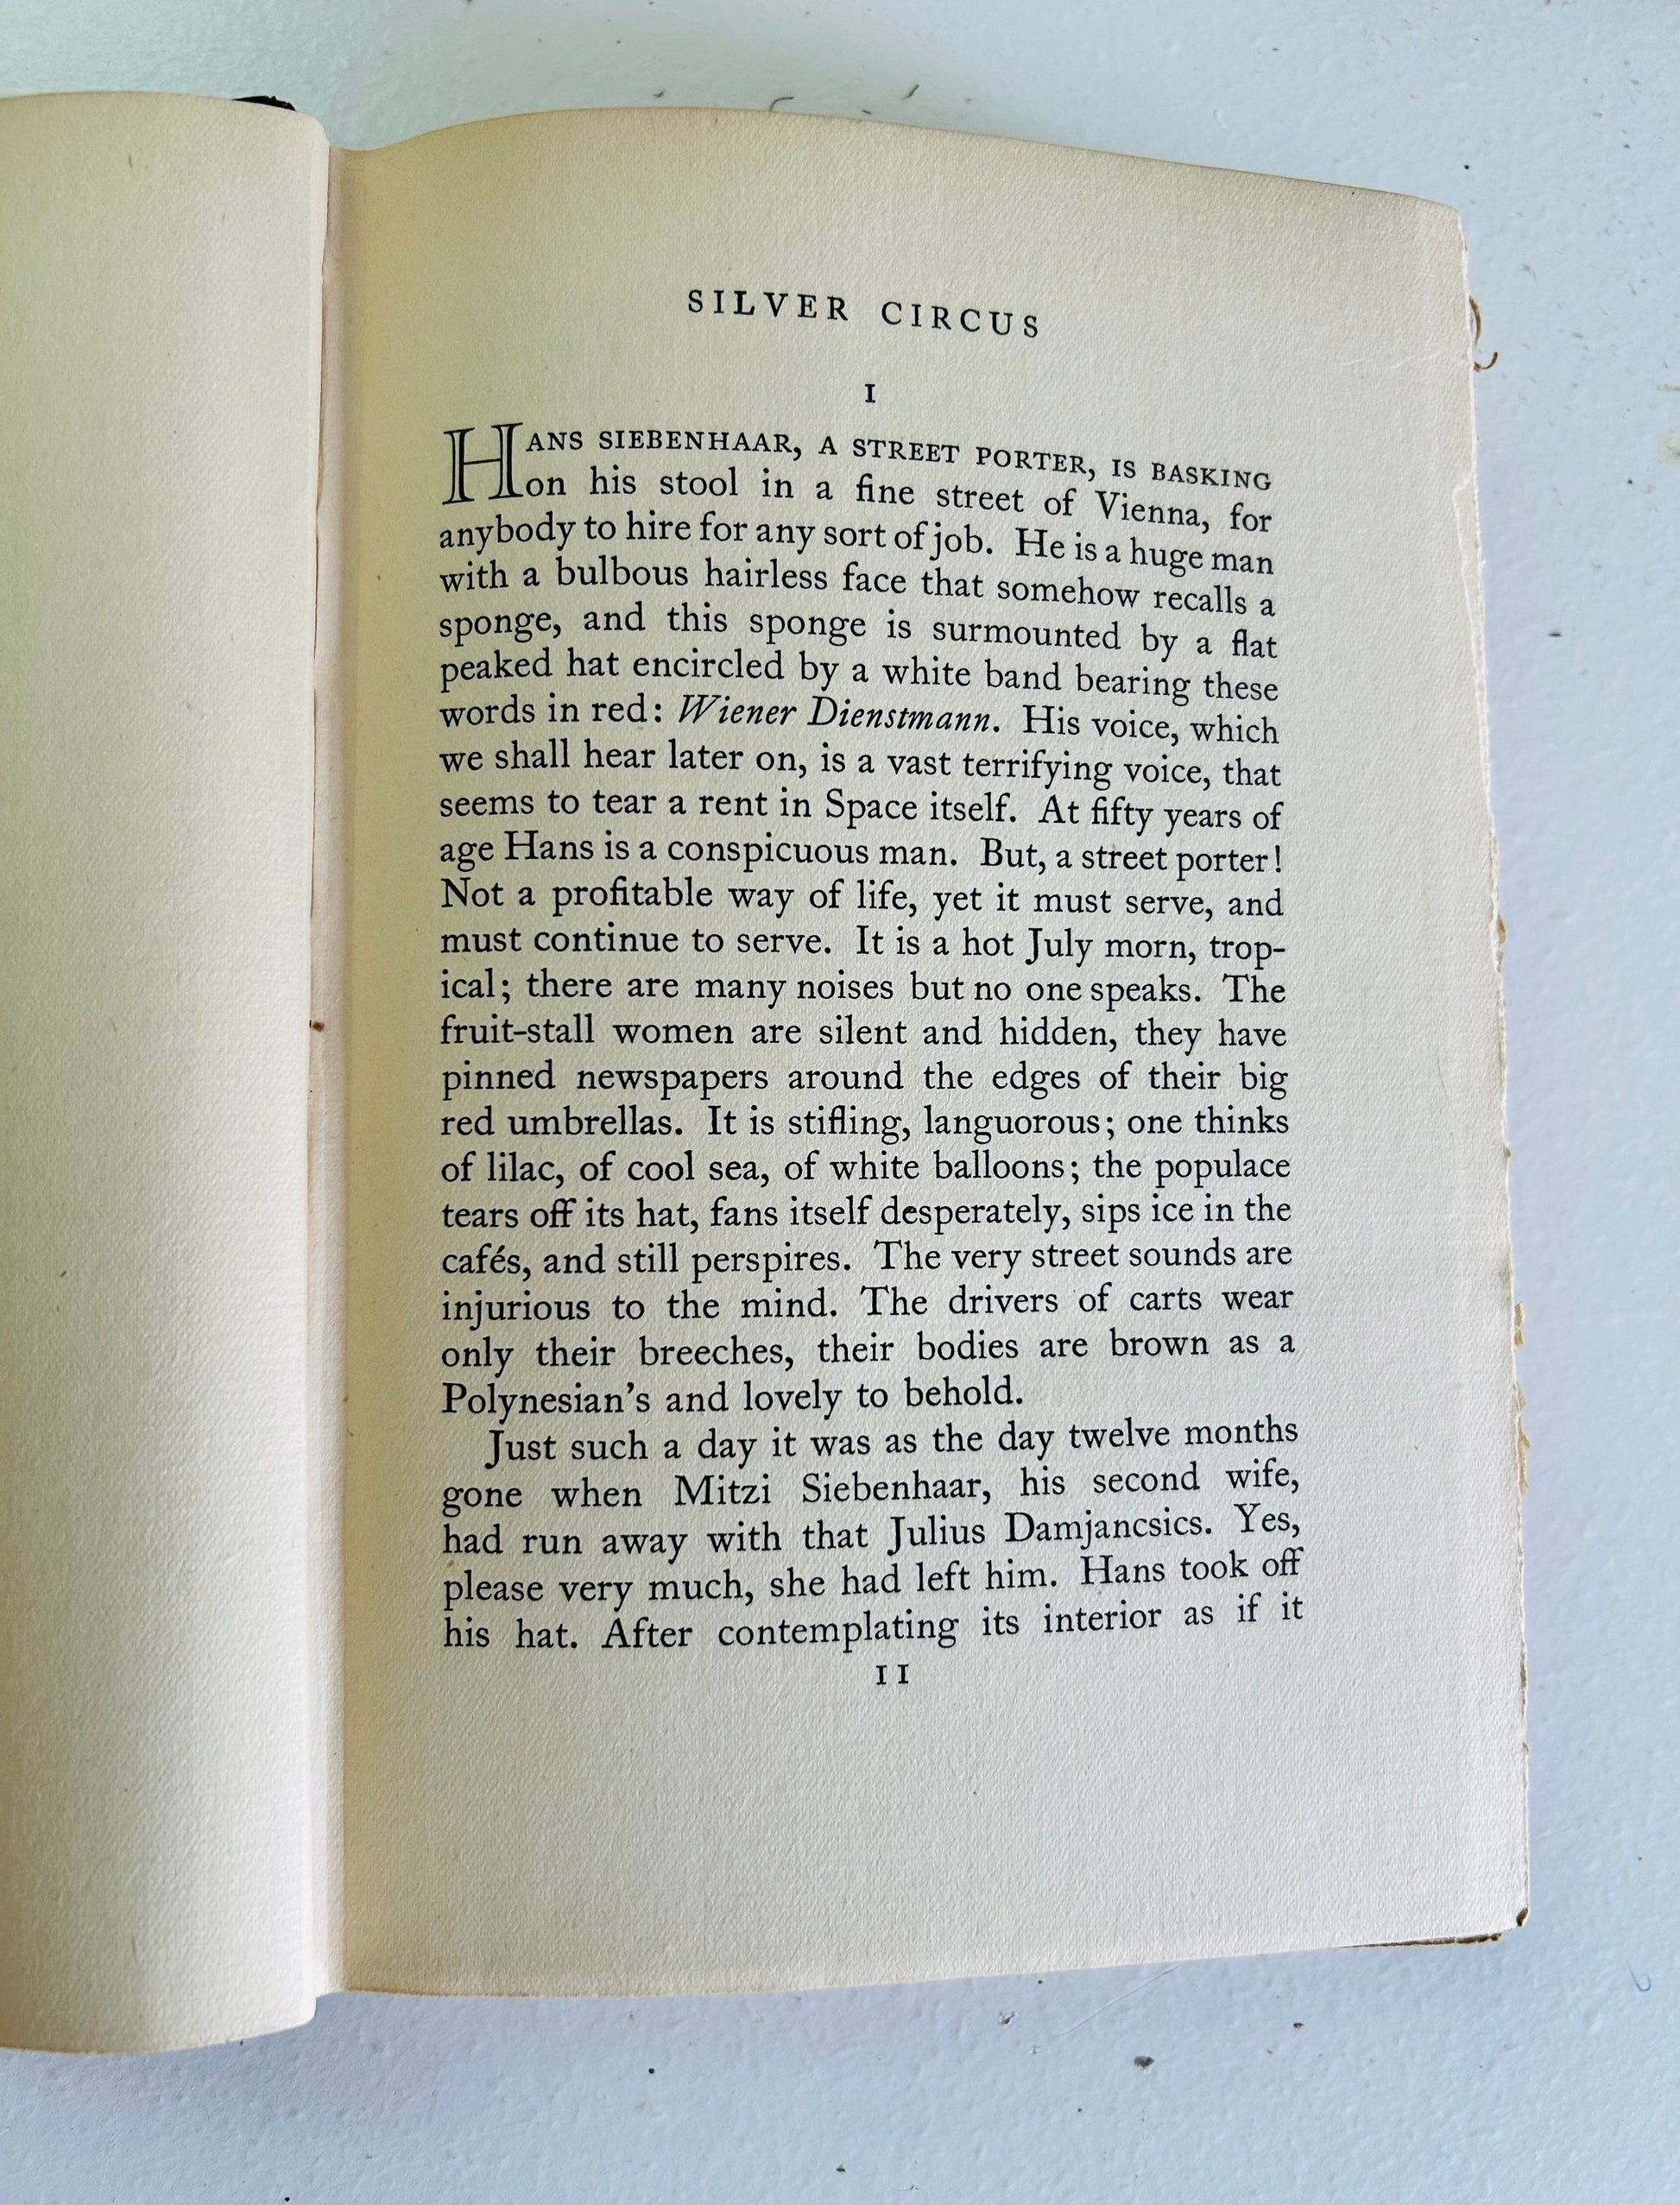 SILVER CIRCUS
I
HANS SIEBENHAAR, A STREET PORTER, IS BASKING
on his stool in a fine street of Vienna, for
anybody to hire for any sort of job. He is a huge man
with a bulbous hairless face that somehow recalls a
sponge, and this sponge is surmounted by a flat
peaked hat encircled by a white band bearing these
words in red: Wiener Dienstmann. His voice, which
we shall hear later on, is a vast terrifying voice, that
seems to tear a rent in Space itself. At fifty years of
age Hans is a conspicuous man. But, a street porter!
Not a profitable way of life, yet it must serve, and
must continue to serve. It is a hot July morn, trop-
ical; there are many noises but no one speaks. The
fruit-stall women are silent and hidden, they have
pinned newspapers around the edges of their big
red umbrellas. It is stifling, languorous; one thinks
of lilac, of cool sea, of white balloons; the populace
tears off its hat, fans itself desperately, sips ice in the
cafés, and still perspires. The very street sounds are
injurious to the mind. The drivers of carts wear
only their breeches, their bodies are brown as a
Polynesian's and lovely to behold.
Just such a day it was as the day twelve months
gone when Mitzi Siebenhaar, his second wife,
had run away with that Julius Damjancsics. Yes,
please very much, she had left him. Hans took off
his hat. After contemplating its interior as if it
11